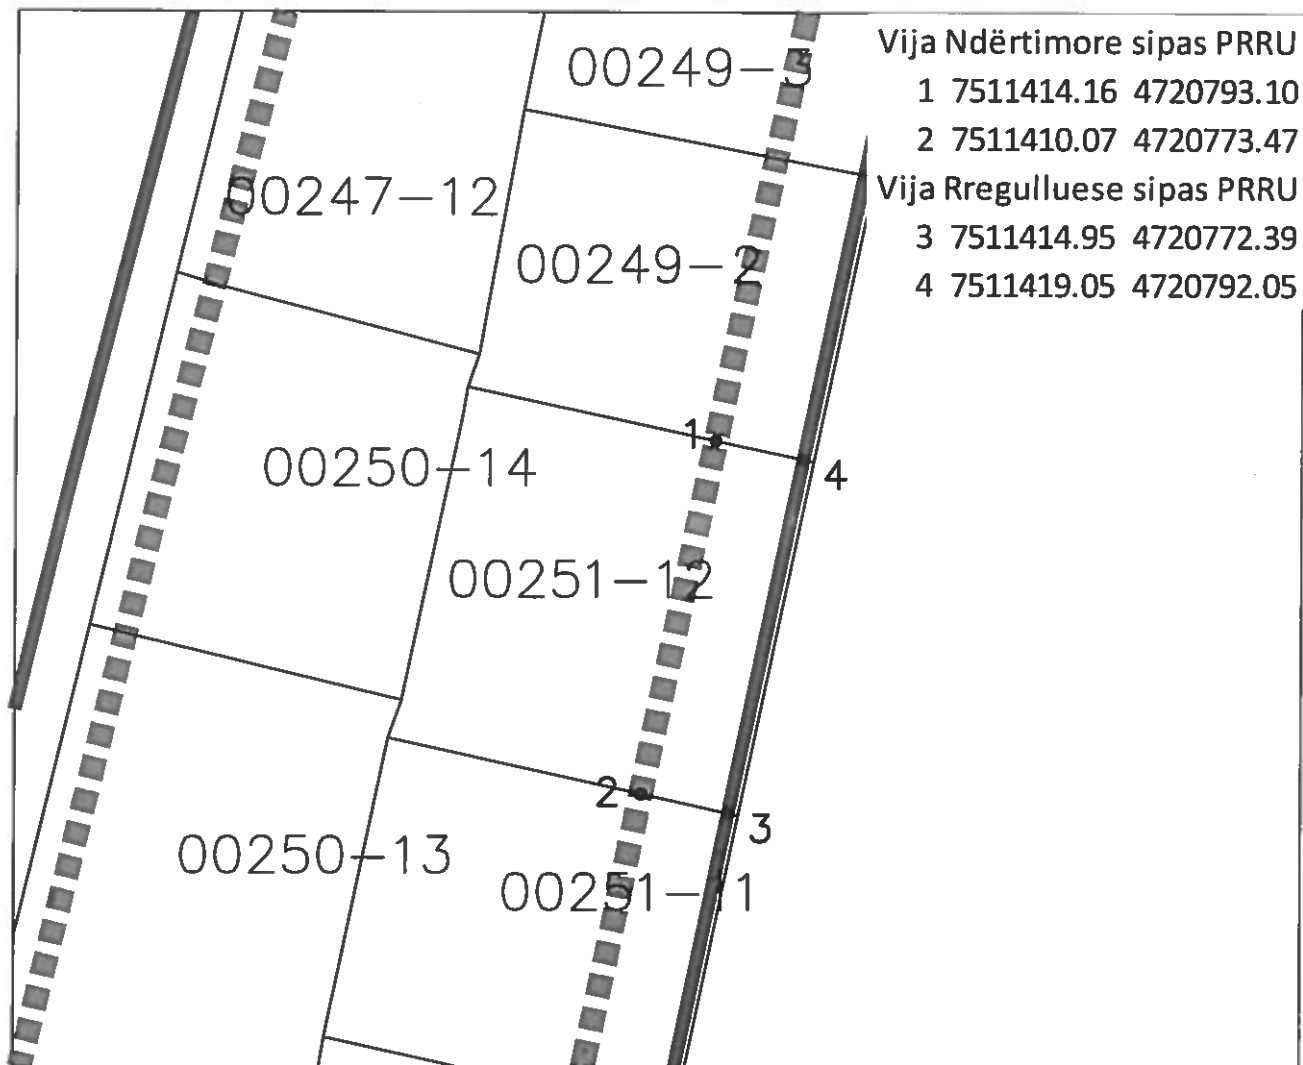 Vija Ndërtimore sipas PRRU
1 7511414.16 4720793.10
2 7511410.07 4720773.47
Vija Rregulluese sipas PRRU
3 7511414.95 4720772.39
4 7511419.05 4720792.05
00249-3
00247-12
00249-2
1
4
00250-14
00251-12
2
3
00250-13
00251-11